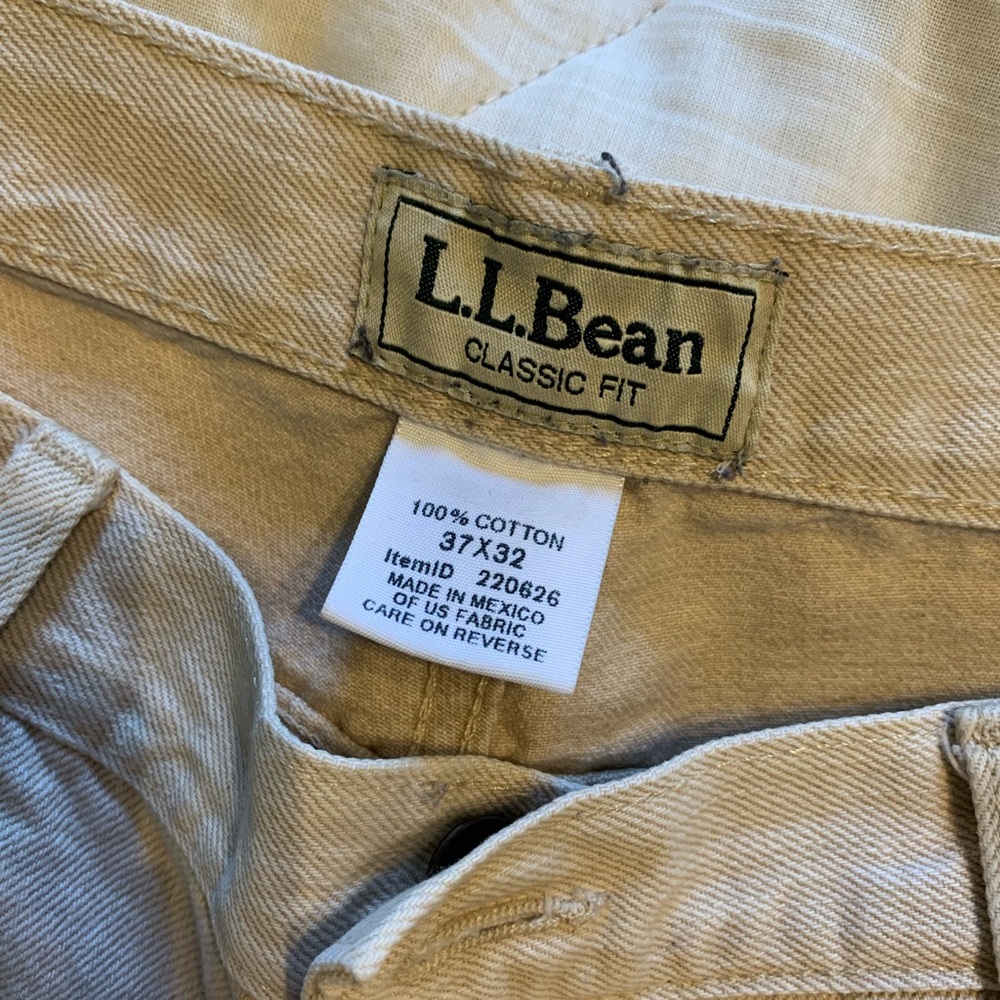 L.L.Bean
CLASSIC FIT
100% COTTON
37X32
ItemID 220626
MADE IN MEXICO
OF US FABRIC
CARE ON REVERSE